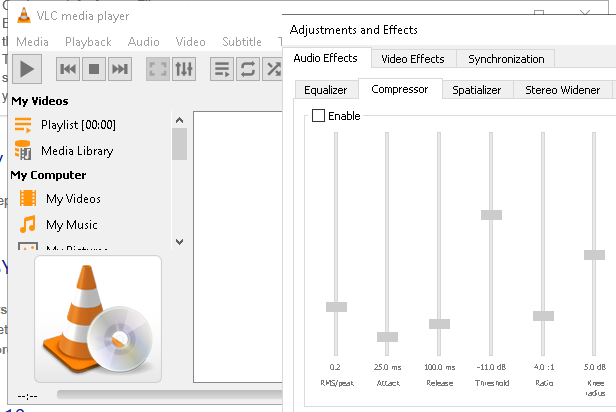 VLC media player
Media Playback Audio Video Subtitle
My Videos
Playlist [00:00]
Media Library
My Computer
My Videos
My Music
My Pictures
--:--
Adjustments and Effects
Audio Effects Video Effects Synchronization
Equalizer Compressor Spatializer Stereo Widener
Enable
0.2 25.0 ms 100.0 ms -11.0 dB 4.0 :1 5.0 dB
RMS/peak Attack Release Threshold Ratio Knee
radius